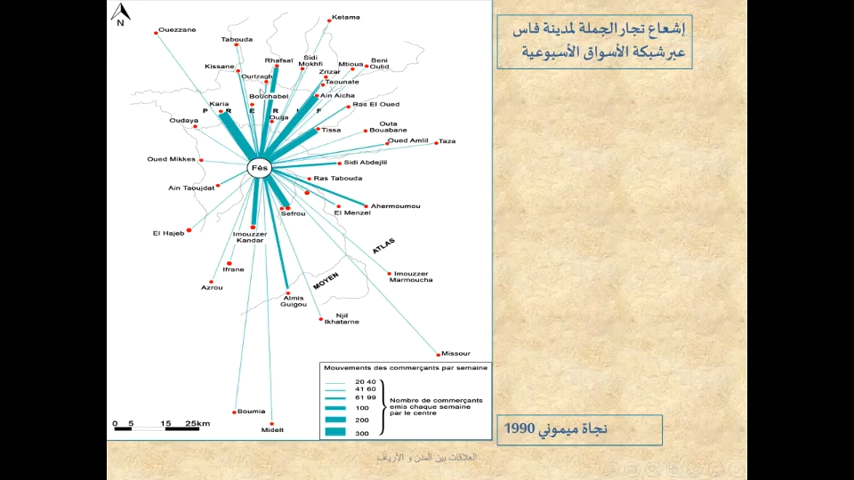 إشعاع تجار الجملة لمدينة فاس
عبر شبكة الأسواق الأسبوعية
N
Ouezzane
Ketama
Tabouda
Kissane
Rhafsaï
Sidi
Mokhfi
Mtioua
Beni
Oulid
Zrizar
Ourtzagh
Taounate
Bouchabel
Ain Aicha
Karia
PRERIF
Ras El Oued
Oulja
Oudaya
Tissa
Outa
Bouabane
Oued Amlil
Taza
Oued Mikkes
Fès
Sidi Abdejlil
Ain Taoujdat
Ras Tabouda
Ahermoumou
Sefrou
El Menzel
El Hajeb
Imouzzer
Kandar
ATLAS
Ifrane
Azrou
MOYEN
Imouzzer
Marmoucha
Almis
Guigou
Njil
Ikhatarne
Missour
Boumia
Midelt
0 5 15 25km
Mouvements des commerçants par semaine
20 40
41 60
61 99
100
200
300
Nombre de commerçants
emis chaque semaine
par le centre
نجاة ميموني 1990
العلاقات بين المدن و الأرياف